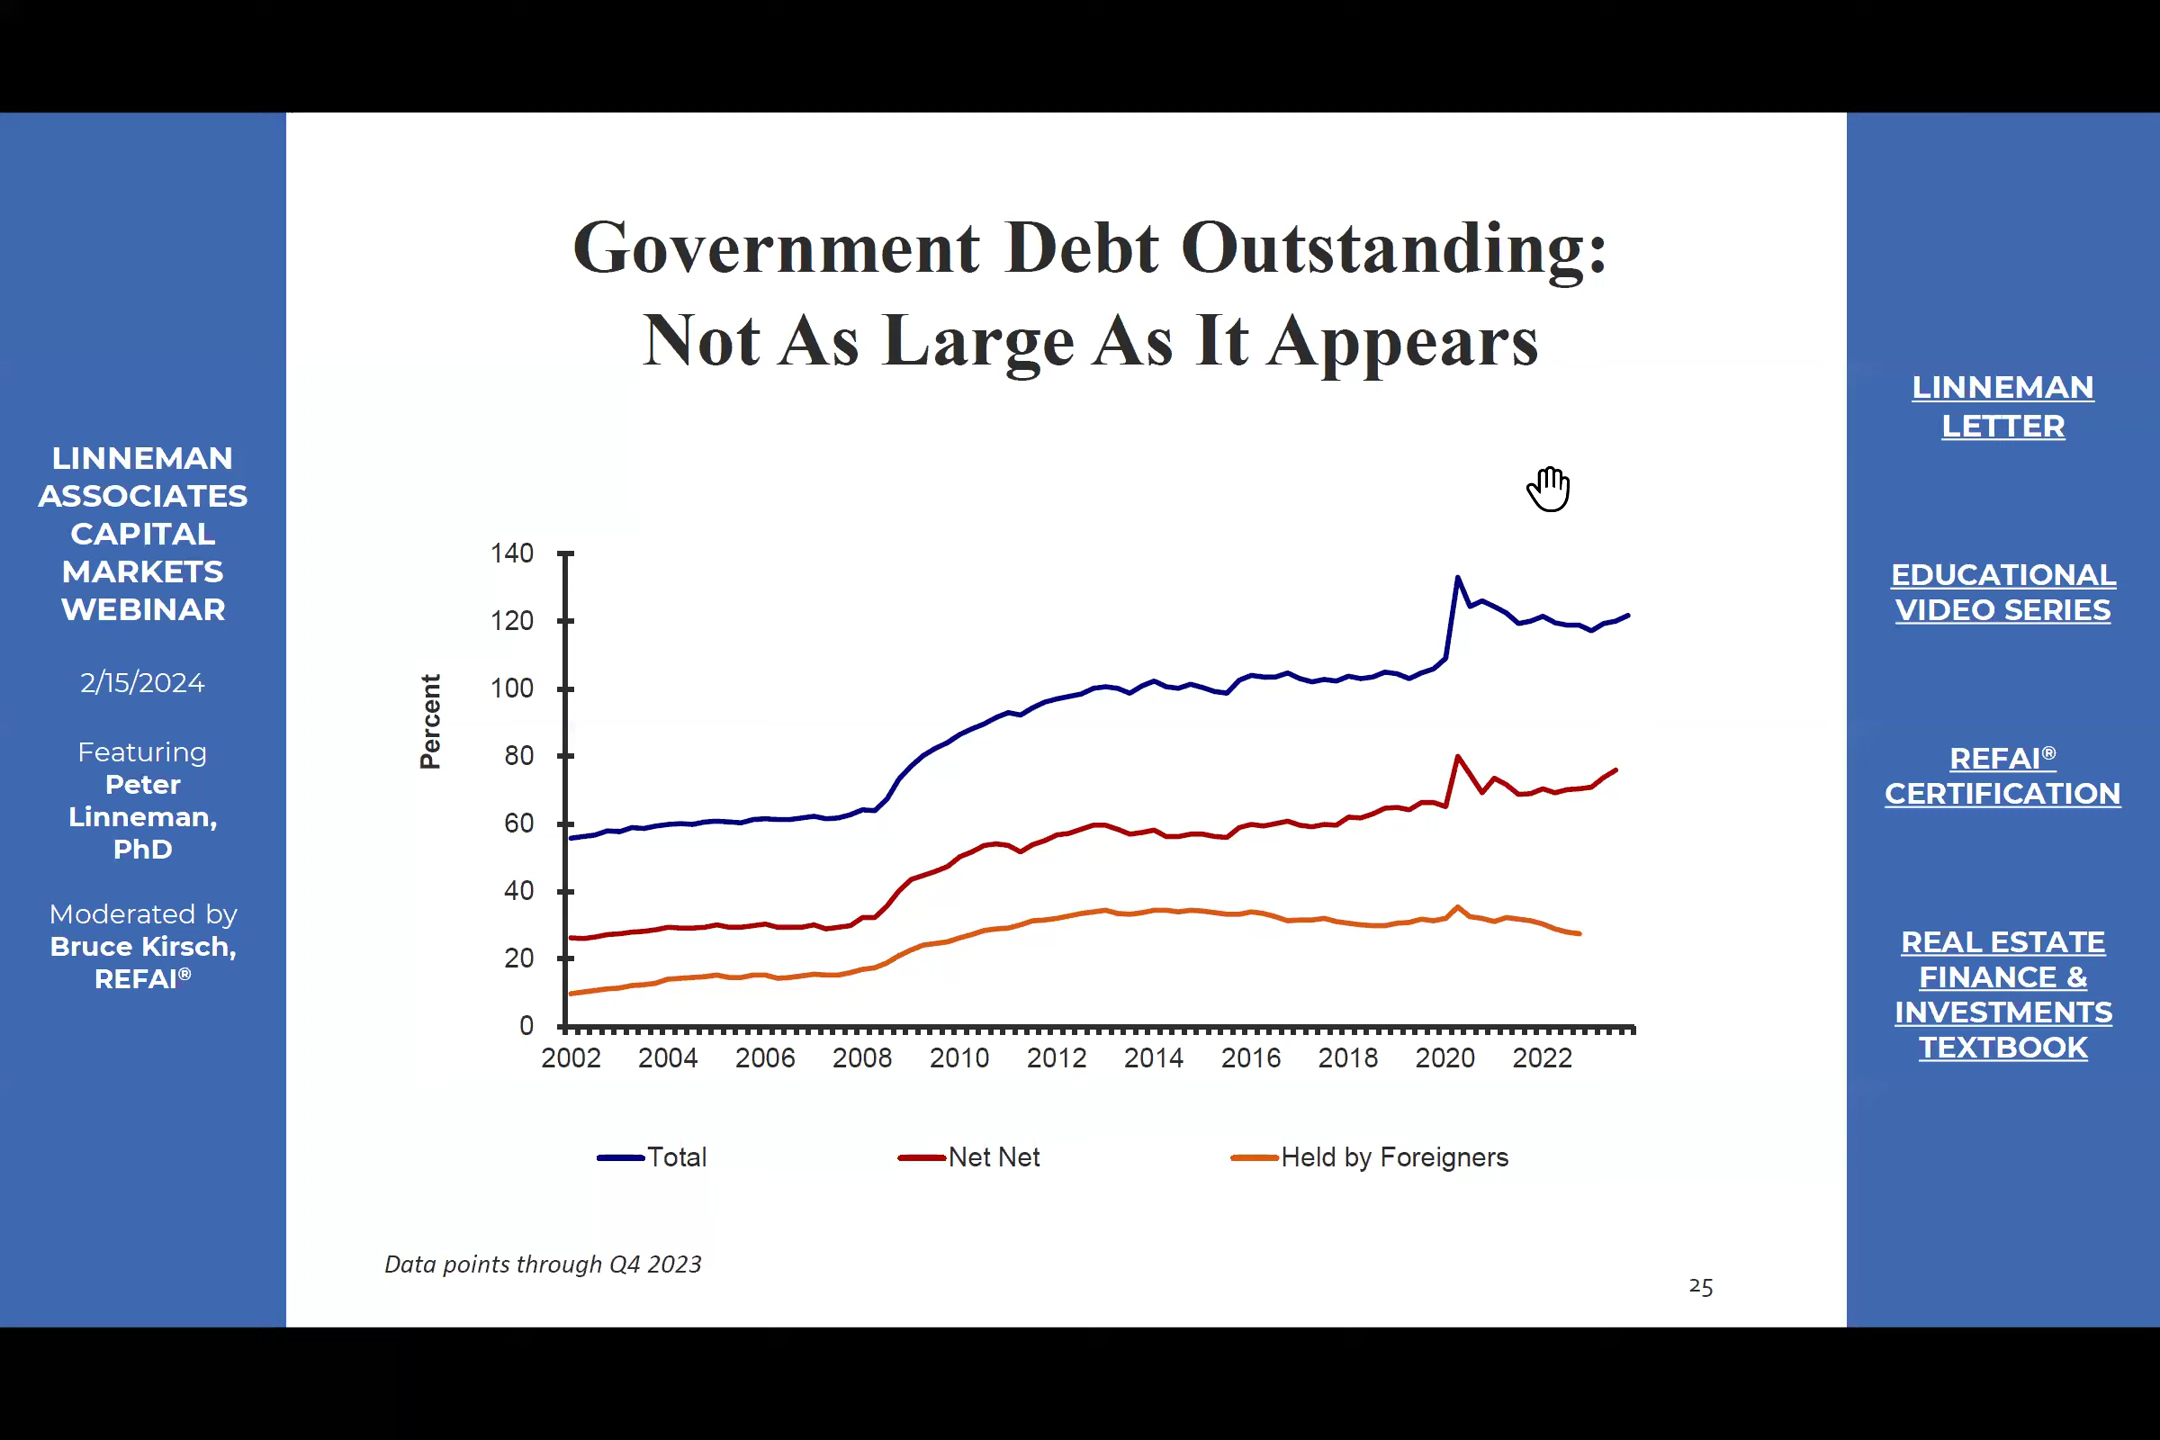 Government Debt Outstanding:
Not As Large As It Appears
LINNEMAN
ASSOCIATES
CAPITAL
MARKETS
WEBINAR
2/15/2024
Featuring
Peter
Linneman,
PhD
Moderated by
Bruce Kirsch,
REFAI®
Percent
140
120
100
80
60
40
20
0
2002 2004 2006 2008 2010 2012 2014 2016 2018 2020 2022
Total Net Net Held by Foreigners
Data points through Q4 2023
25
LINNEMAN
LETTER
EDUCATIONAL
VIDEO SERIES
REFAI®
CERTIFICATION
REAL ESTATE
FINANCE &
INVESTMENTS
TEXTBOOK